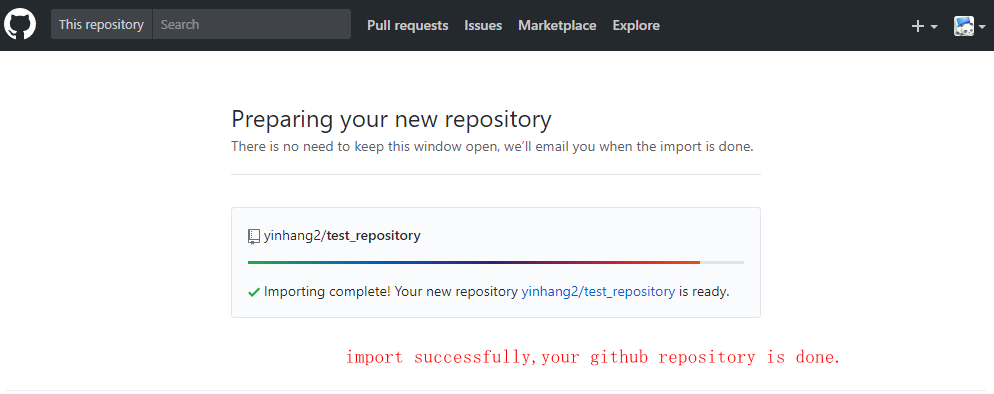 This repository Search Pull requests Issues Marketplace Explore
Preparing your new repository
There is no need to keep this window open, we'll email you when the import is done.
yinhang2/test_repository
Importing complete! Your new repository yinhang2/test_repository is ready.
import successfully,your github repository is done.